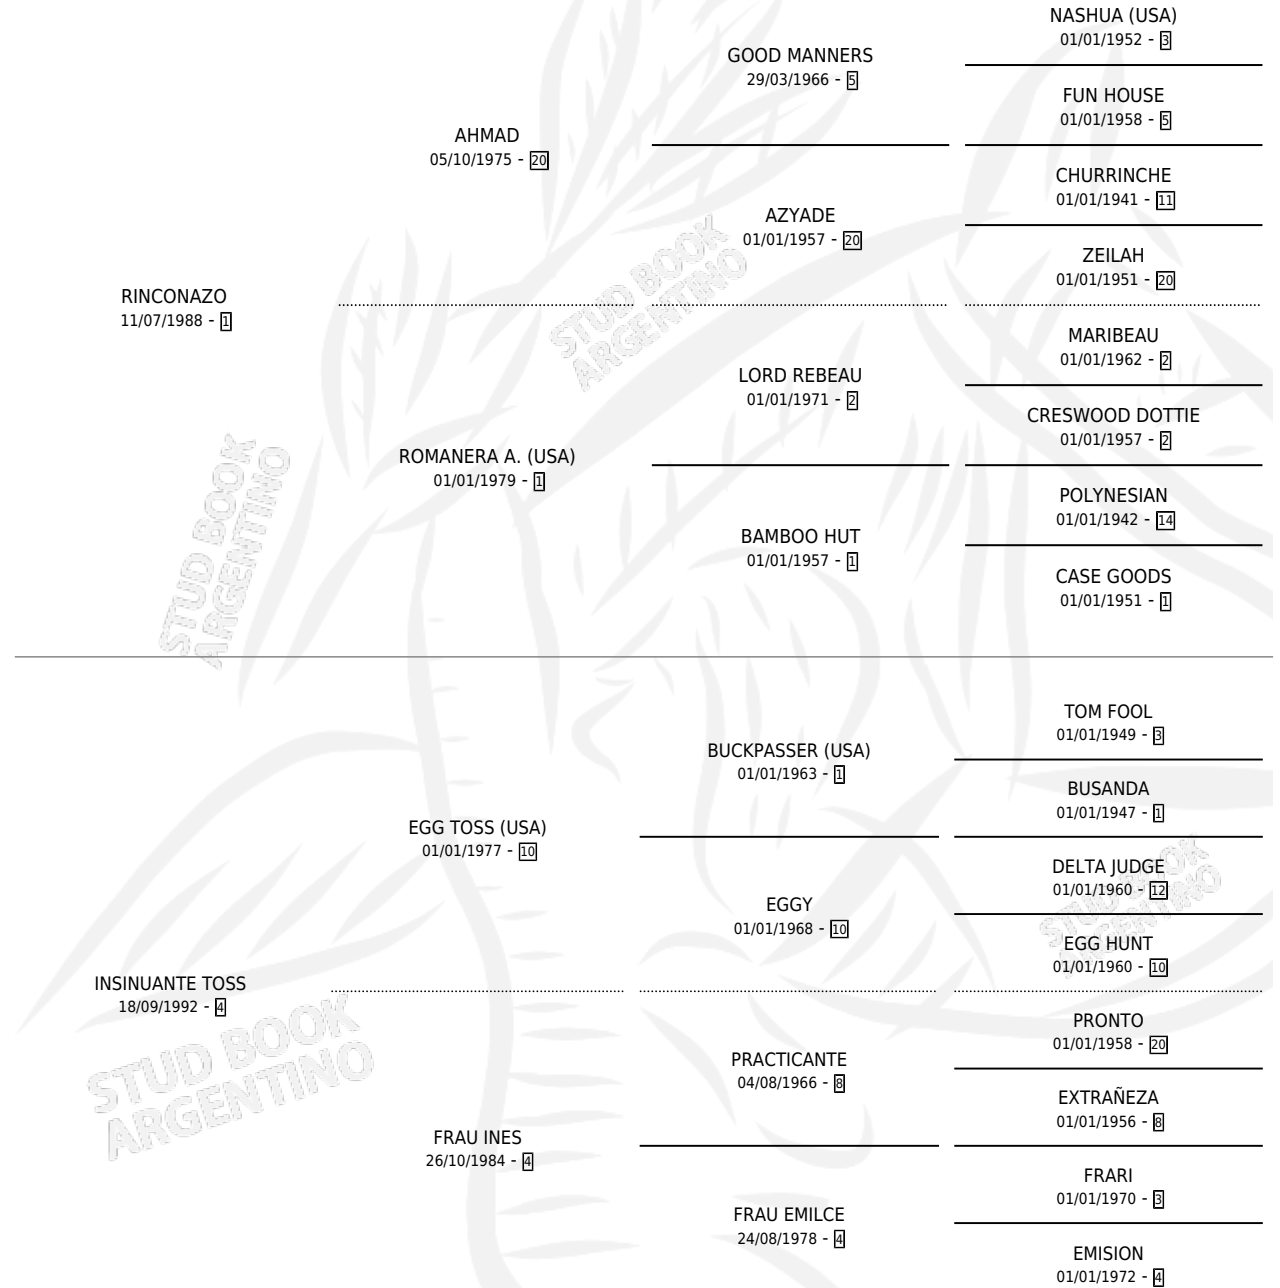 NASHUA (USA)
01/01/1952 - 3
GOOD MANNERS
29/03/1966 - 5
FUN HOUSE
01/01/1958 - 5
AHMAD
05/10/1975 - 20
CHURRINCHE
01/01/1941 - 11
AZYADE
01/01/1957 - 20
ZEILAH
01/01/1951 - 20
RINCONAZO
11/07/1988 - 1
MARIBEAU
01/01/1962 - 2
LORD REBEAU
01/01/1971 - 2
CRESWOOD DOTTIE
01/01/1957 - 2
ROMANERA A. (USA)
01/01/1979 - 1
POLYNESIAN
01/01/1942 - 14
BAMBOO HUT
01/01/1957 - 1
CASE GOODS
01/01/1951 - 1
TOM FOOL
01/01/1949 - 3
BUCKPASSER (USA)
01/01/1963 - 1
BUSANDA
01/01/1947 - 1
EGG TOSS (USA)
01/01/1977 - 10
DELTA JUDGE
01/01/1960 - 12
EGGY
01/01/1968 - 10
EGG HUNT
01/01/1960 - 10
INSINUANTE TOSS
18/09/1992 - 4
PRONTO
01/01/1958 - 20
PRACTICANTE
04/08/1966 - 8
EXTRAÑEZA
01/01/1956 - 8
FRAU INES
26/10/1984 - 4
FRARI
01/01/1970 - 3
FRAU EMILCE
24/08/1978 - 4
EMISION
01/01/1972 - 4
STUD BOOK
ARGENTINO
STUD BOOK
ARGENTINO
STUD BOOK
ARGENTINO
STUD BOOK
ARGENTINO